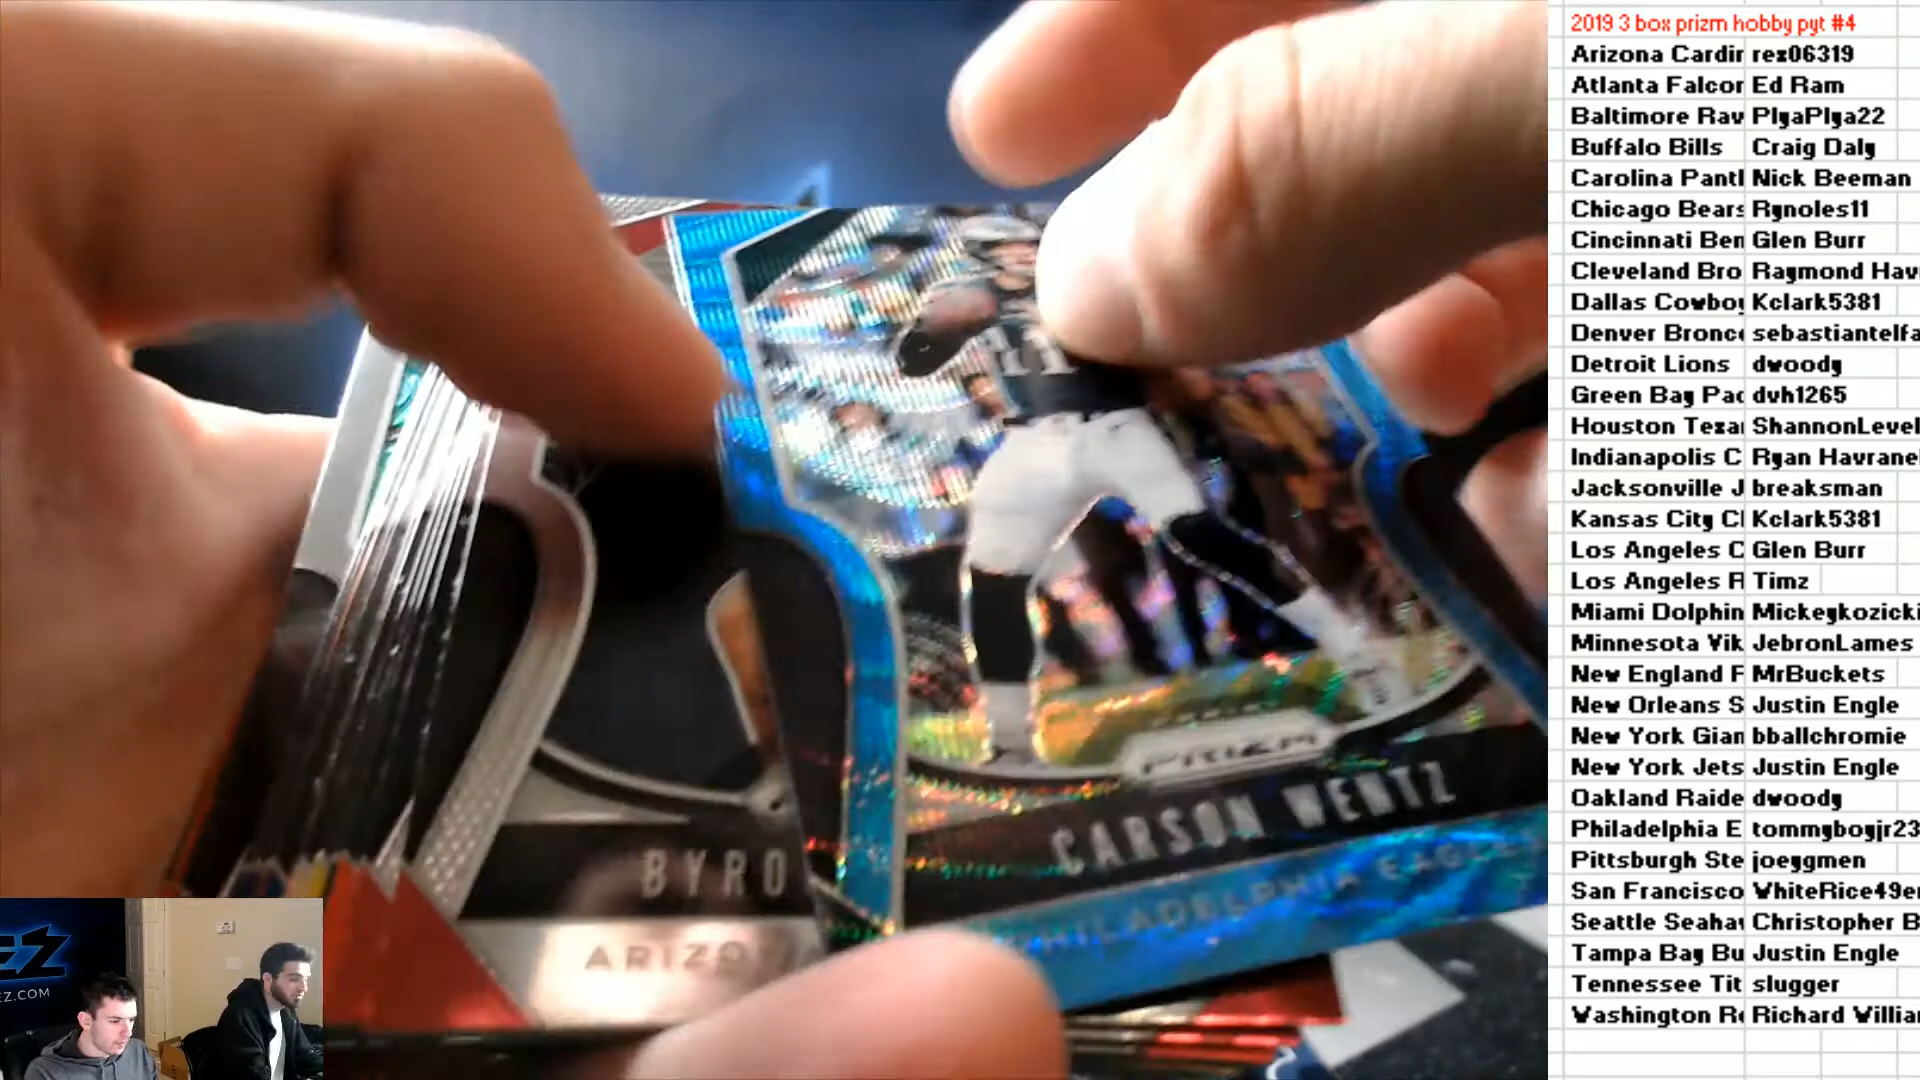 2019 3 box prizm hobby pyt #4
Arizona Cardir rez06319
Atlanta Falcor Ed Ram
Baltimore Rav PlyaPlya22
Buffalo Bills Craig Daly
Carolina Pantl Nick Beeman
Chicago Bears Rynoles11
Cincinnati Ben Glen Burr
Cleveland Bro Raymond Hav
Dallas Cowboy Kclark5381
Denver Bronc sebastiantelfa
Detroit Lions dwoody
Green Bay Pac dvh1265
Houston Texa ShannonLevel
Indianapolis C Ryan Havrane
Jacksonville J breaksman
Kansas City Cl Kclark5381
Los Angeles C Glen Burr
Los Angeles R Timz
Miami Dolphin Mickeykozicki
Minnesota Vik JebronLames
New England P MrBuckets
New Orleans S Justin Engle
New York Gian bballchromie
New York Jets Justin Engle
Oakland Raide dwoody
Philadelphia E tommyboyjr23
Pittsburgh Ste joeygmen
San Francisco WhiteRice49er
Seattle Seahav Christopher B
Tampa Bay Bu Justin Engle
Tennessee Tit slugger
Washington Re Richard Willia
11
PANINI
PRIZM
CARSON WENTZ
PHILADELPHIA EAGLES
BYRO
ARIZO
EZ
EZ.COM